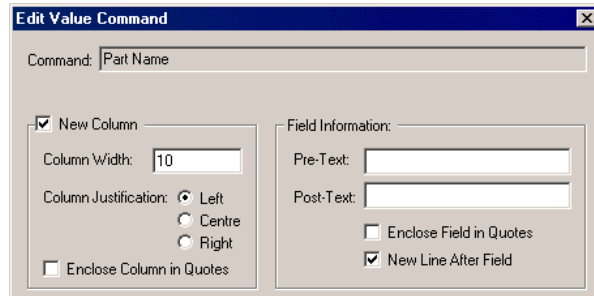 Edit Value Command
Command: Part Name
New Column
Column Width: 10
Column Justification: Left
Centre
Right
Enclose Column in Quotes
Field Information:
Pre-Text:
Post-Text:
Enclose Field in Quotes
New Line After Field